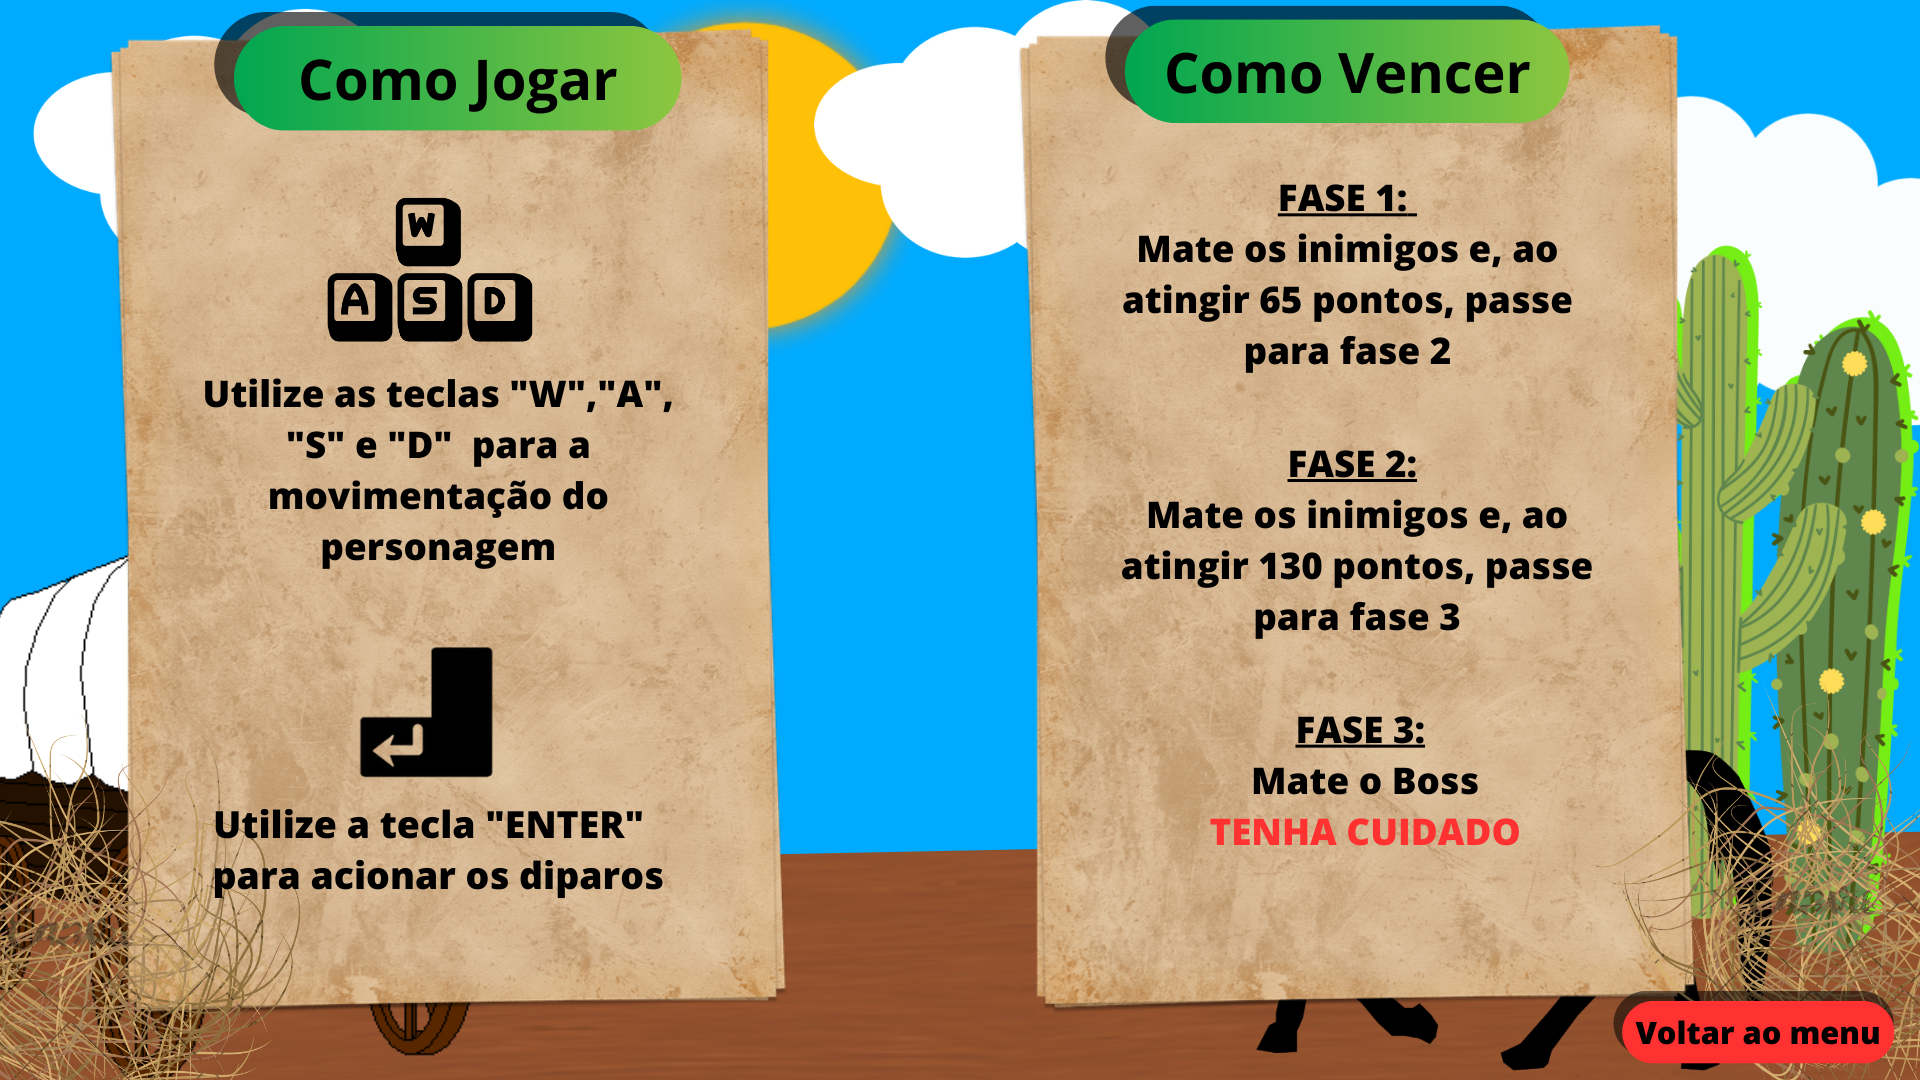 Como Jogar
W
A S D
Utilize as teclas "W","A",
"S" e "D" para a
movimentação do
personagem
Utilize a tecla "ENTER"
para acionar os diparos
Como Vencer
FASE 1:
Mate os inimigos e, ao
atingir 65 pontos, passe
para fase 2
FASE 2:
Mate os inimigos e, ao
atingir 130 pontos, passe
para fase 3
FASE 3:
Mate o Boss
TENHA CUIDADO
Voltar ao menu